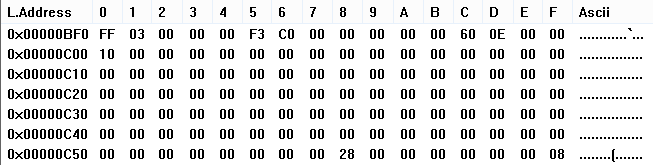 L.Address 0 1 2 3 4 5 6 7 8 9 A B C D E F Ascii
0x00000BF0 FF 03 00 00 00 F3 C0 00 00 00 00 00 60 0E 00 00 ............`...
0x00000C00 10 00 00 00 00 00 00 00 00 00 00 00 00 00 00 00 ................
0x00000C10 00 00 00 00 00 00 00 00 00 00 00 00 00 00 00 00 ................
0x00000C20 00 00 00 00 00 00 00 00 00 00 00 00 00 00 00 00 ................
0x00000C30 00 00 00 00 00 00 00 00 00 00 00 00 00 00 00 00 ................
0x00000C40 00 00 00 00 00 00 00 00 00 00 00 00 00 00 00 00 ................
0x00000C50 00 00 00 00 00 00 00 00 28 00 00 00 00 00 00 08 ........(.......